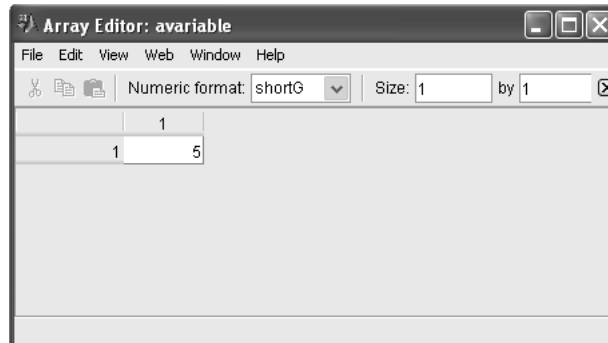 Array Editor: avariable
File Edit View Web Window Help
Numeric format: shortG Size: 1 by 1
1
1 5